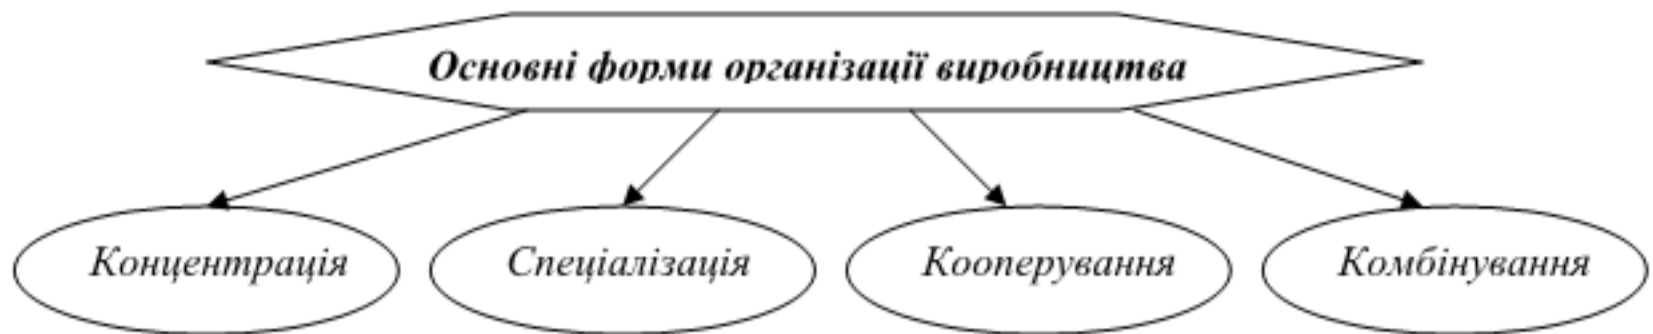 Основні форми організації виробництва
Концентрація
Спеціалізація
Кооперування
Комбінування